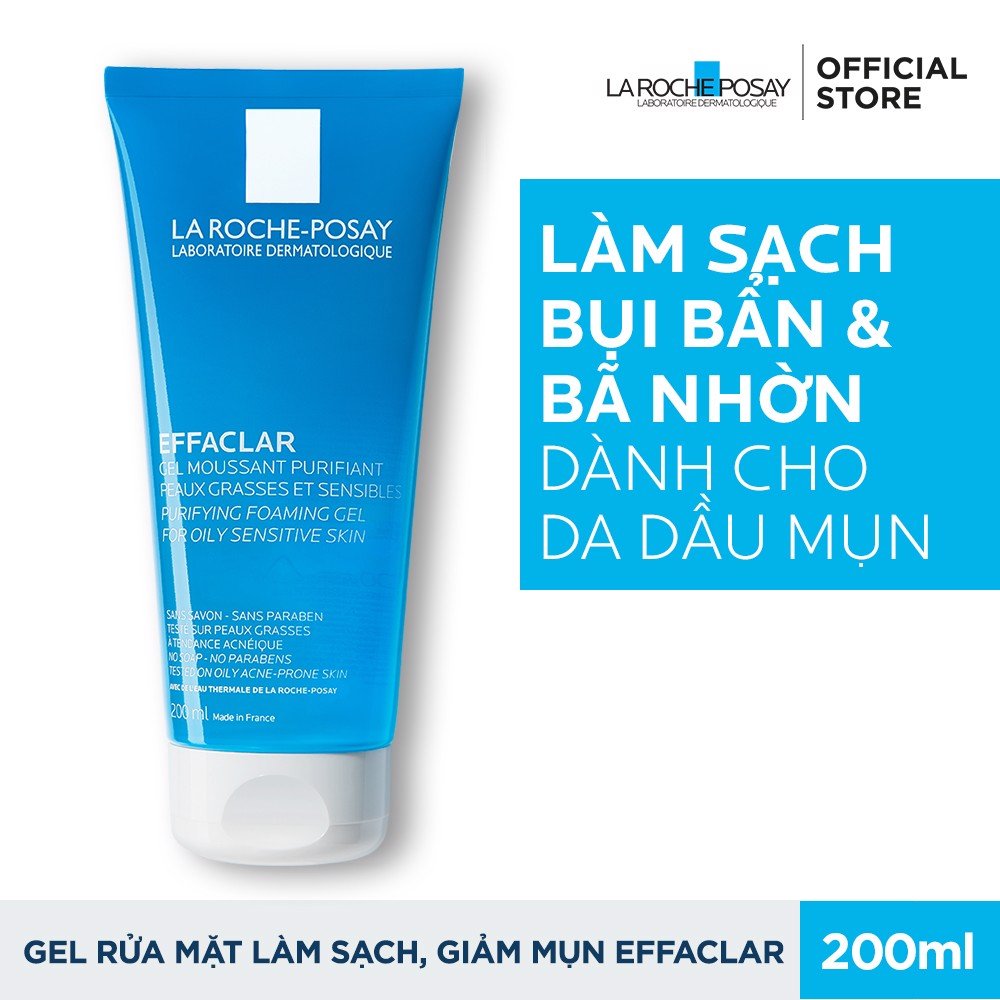 LA ROCHE-POSAY
LABORATOIRE DERMATOLOGIQUE
EFFACLAR
GEL MOUSSANT PURIFIANT
PEAUX GRASSES ET SENSIBLES
PURIFYING FOAMING GEL
FOR OILY SENSITIVE SKIN
SANS SAVON - SANS PARABEN
TESTÉ SUR PEAUX GRASSES
À TENDANCE ACNÉIQUE
NO SOAP - NO PARABENS
TESTED ON OILY ACNE-PRONE SKIN
AVEC DE L'EAU THERMALE DE LA ROCHE-POSAY
200 ml Made in France
LA ROCHE POSAY
LABORATOIRE DERMATOLOGIQUE
OFFICIAL
STORE
LÀM SẠCH
BỤI BẨN &
BÃ NHỜN
DÀNH CHO
DA DẦU MỤN
GEL RỬA MẶT LÀM SẠCH, GIẢM MỤN EFFACLAR
200ml